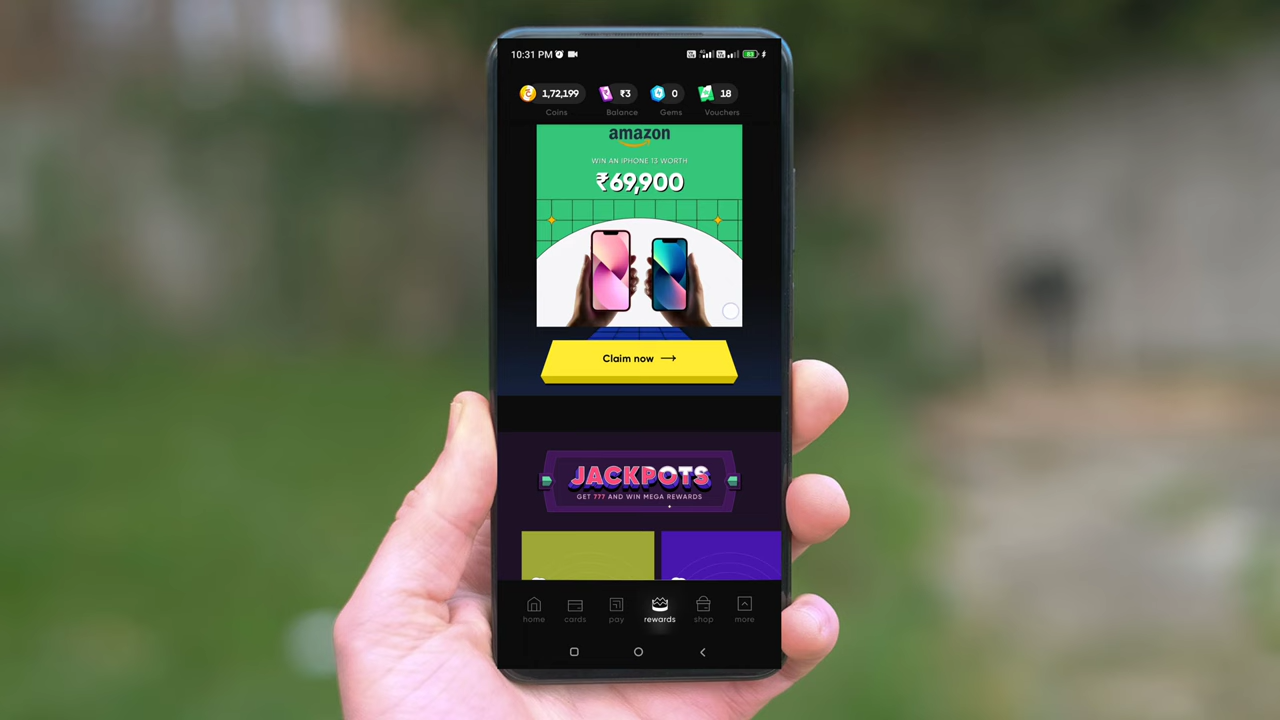 10:31 PM
63
1,72,199 ₹3 0 18
Coins Balance Gems Vouchers
amazon
WIN AN IPHONE 13 WORTH
₹69,900
Claim now →
JACKPOTS
GET 777 AND WIN MEGA REWARDS
home cards pay rewards shop more